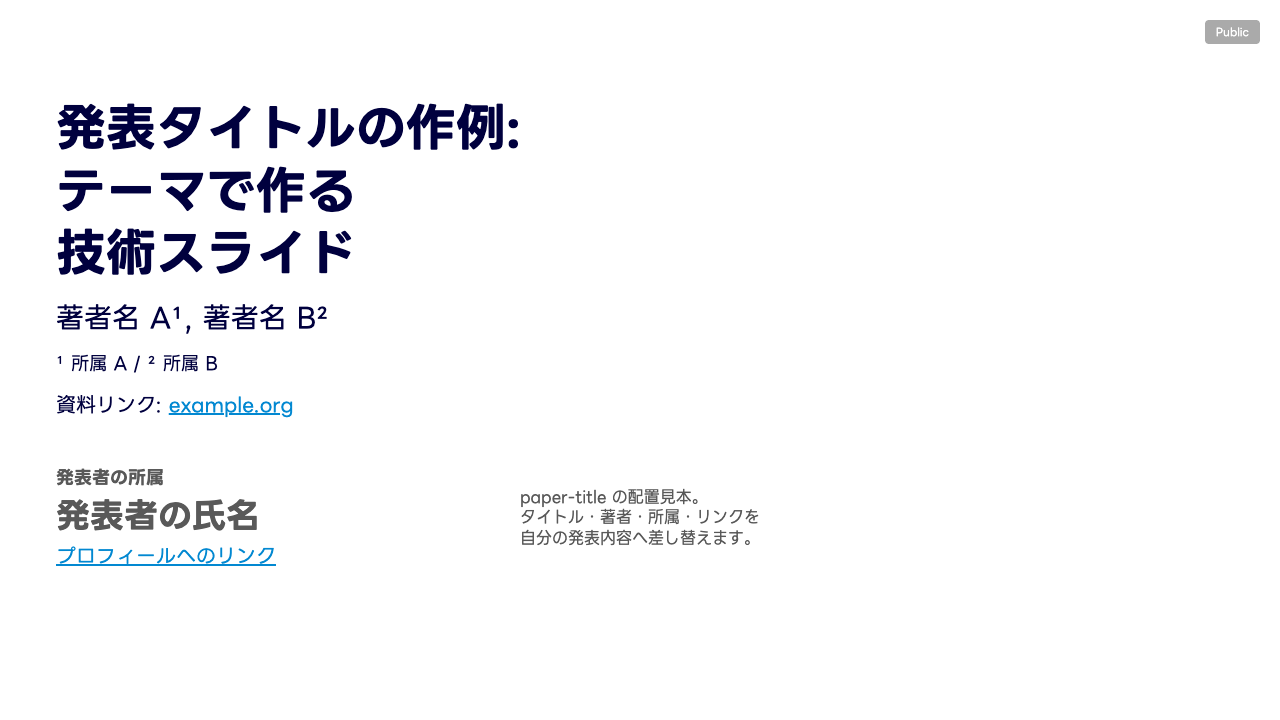 Public
発表タイトルの作例:
テーマで作る
技術スライド
著者名 A¹, 著者名 B²
¹ 所属 A / ² 所属 B
資料リンク: example.org
発表者の所属
発表者の氏名
プロフィールへのリンク
paper-title の配置見本。
タイトル・著者・所属・リンクを
自分の発表内容へ差し替えます。